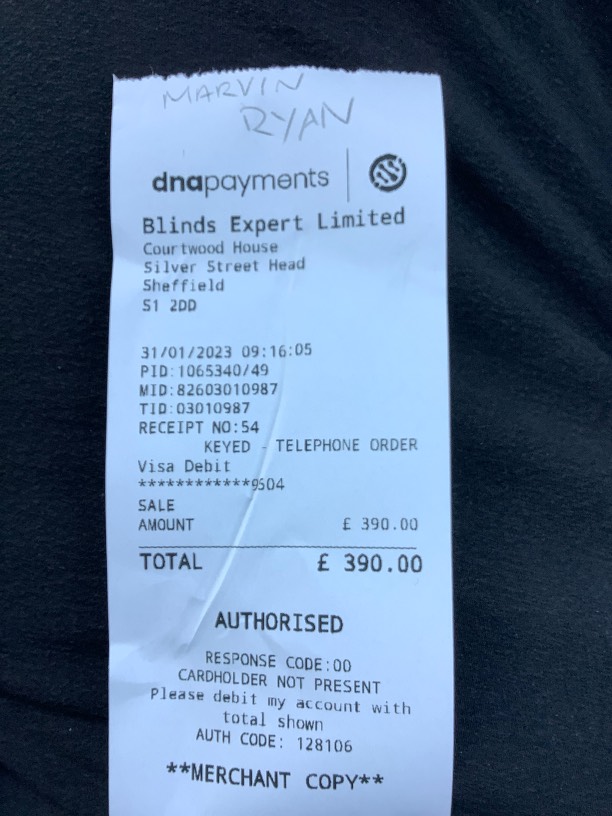 MARVIN
RYAN
dnapayments
Blinds Expert Limited
Courtwood House
Silver Street Head
Sheffield
S1 2DD
31/01/2023 09:16:05
PID:1065340/49
MID:82603010987
TID:03010987
RECEIPT NO:54
KEYED - TELEPHONE ORDER
Visa Debit
************9504
SALE
AMOUNT £ 390.00
TOTAL £ 390.00
AUTHORISED
RESPONSE CODE:00
CARDHOLDER NOT PRESENT
Please debit my account with
total shown
AUTH CODE: 128106
**MERCHANT COPY**